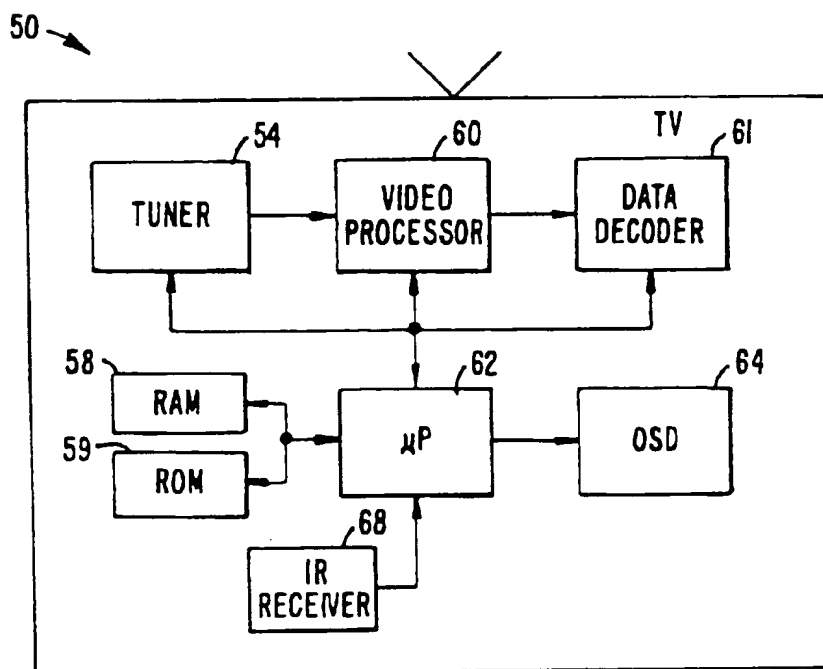 50
TV
54
60
61
TUNER
VIDEO
PROCESSOR
DATA
DECODER
58
62
64
RAM
μP
OSD
59
ROM
68
IR
RECEIVER